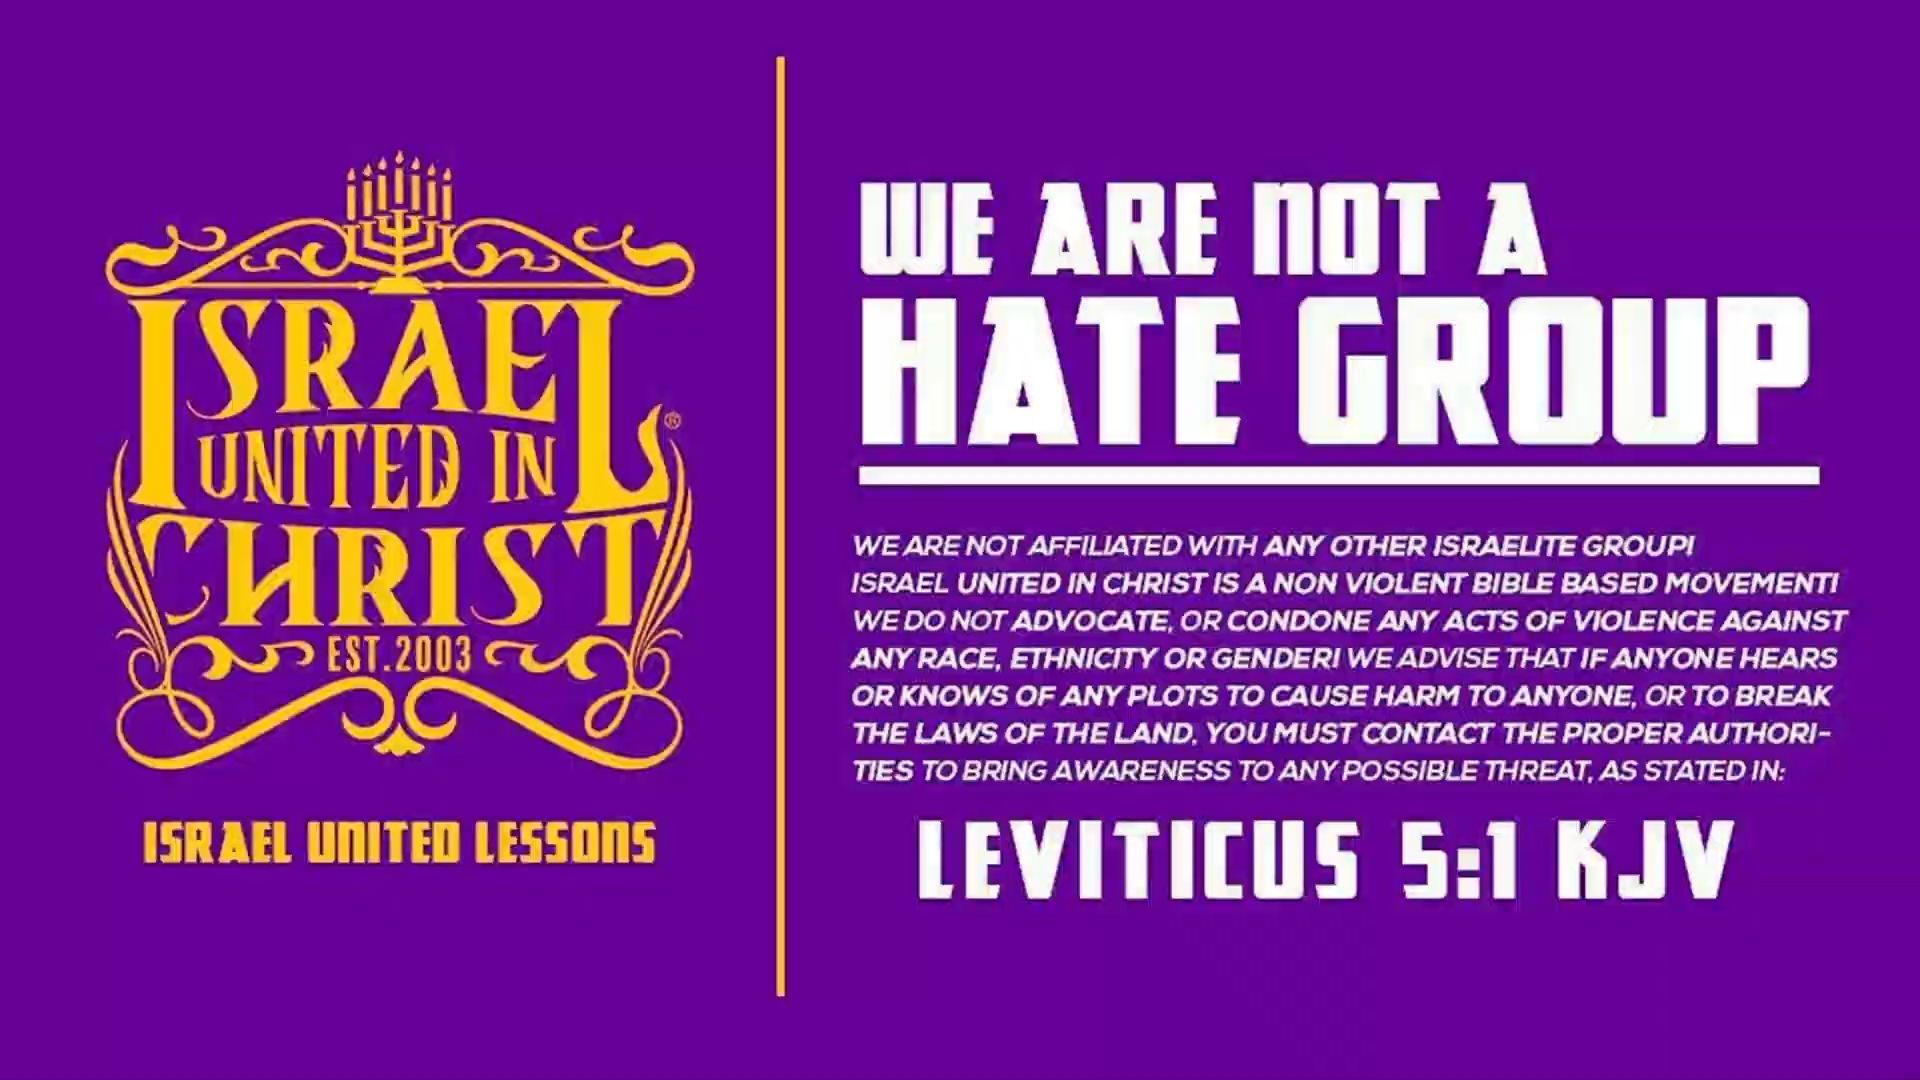 ISRAEL
UNITED IN
CHRIST
®
EST.2003
ISRAEL UNITED LESSONS
WE ARE NOT A
HATE GROUP
WE ARE NOT AFFILIATED WITH ANY OTHER ISRAELITE GROUP!
ISRAEL UNITED IN CHRIST IS A NON VIOLENT BIBLE BASED MOVEMENT!
WE DO NOT ADVOCATE, OR CONDONE ANY ACTS OF VIOLENCE AGAINST
ANY RACE, ETHNICITY OR GENDER! WE ADVISE THAT IF ANYONE HEARS
OR KNOWS OF ANY PLOTS TO CAUSE HARM TO ANYONE, OR TO BREAK
THE LAWS OF THE LAND, YOU MUST CONTACT THE PROPER AUTHORI-
TIES TO BRING AWARENESS TO ANY POSSIBLE THREAT, AS STATED IN:
LEVITICUS 5:1 KJV